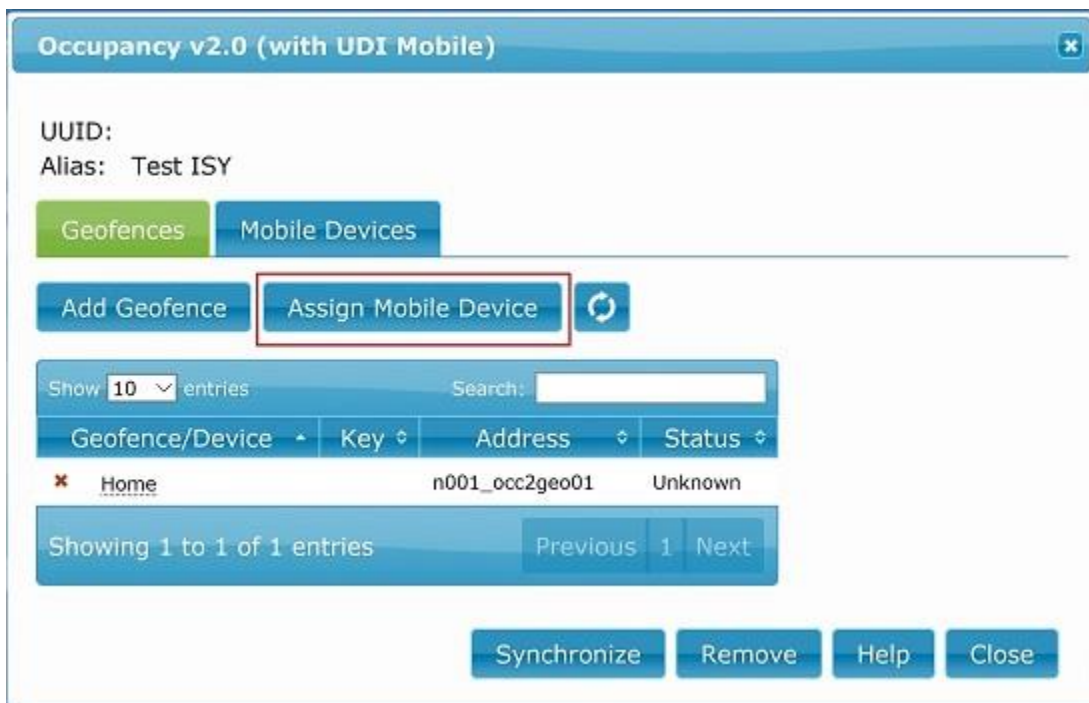 Occupancy v2.0 (with UDI Mobile)
UUID:
Alias: Test ISY
Geofences Mobile Devices
Add Geofence Assign Mobile Device
Show 10 entries Search:
Geofence/Device Key Address Status
Home n001_occ2geo01 Unknown
Showing 1 to 1 of 1 entries Previous 1 Next
Synchronize Remove Help Close